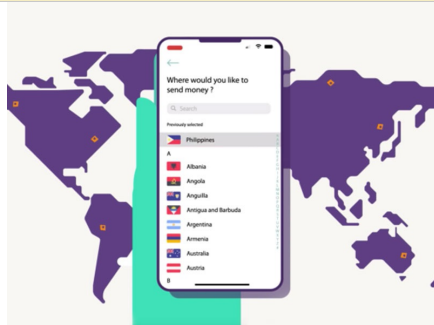 Where would you like to
send money ?
Search
Previously selected
Philippines
A
Albania
Angola
Anguilla
Antigua and Barbuda
Argentina
Armenia
Australia
Austria
B